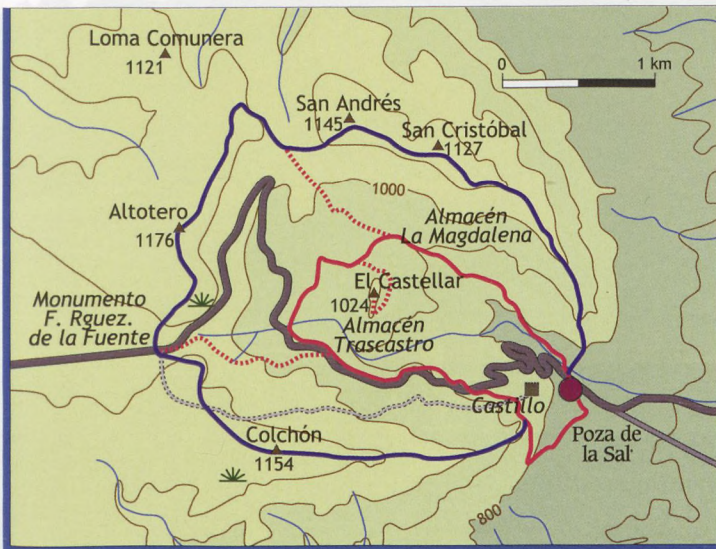 Loma Comunera
1121
0 1 km
San Andrés
1145
San Cristóbal
1127
1000
Altotero
1176
Almacén
La Magdalena
El Castellar
1024
Monumento
F. Rguez.
de la Fuente
Almacén
Trascastro
Castillo
Colchón
1154
Poza de
la Sal
800